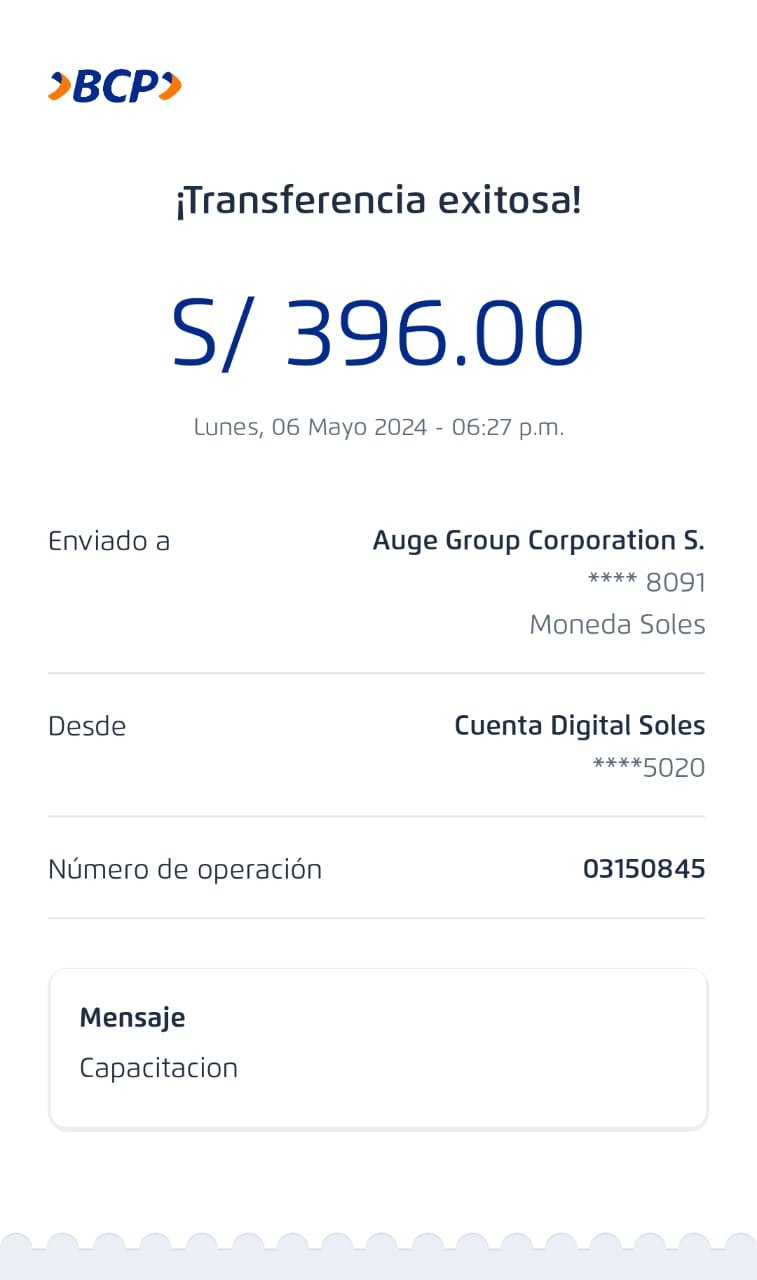 BCP
¡Transferencia exitosa!
S/ 396.00
Lunes, 06 Mayo 2024 - 06:27 p.m.
Enviado a
Auge Group Corporation S.
**** 8091
Moneda Soles
Desde
Cuenta Digital Soles
****5020
Número de operación
03150845
Mensaje
Capacitacion